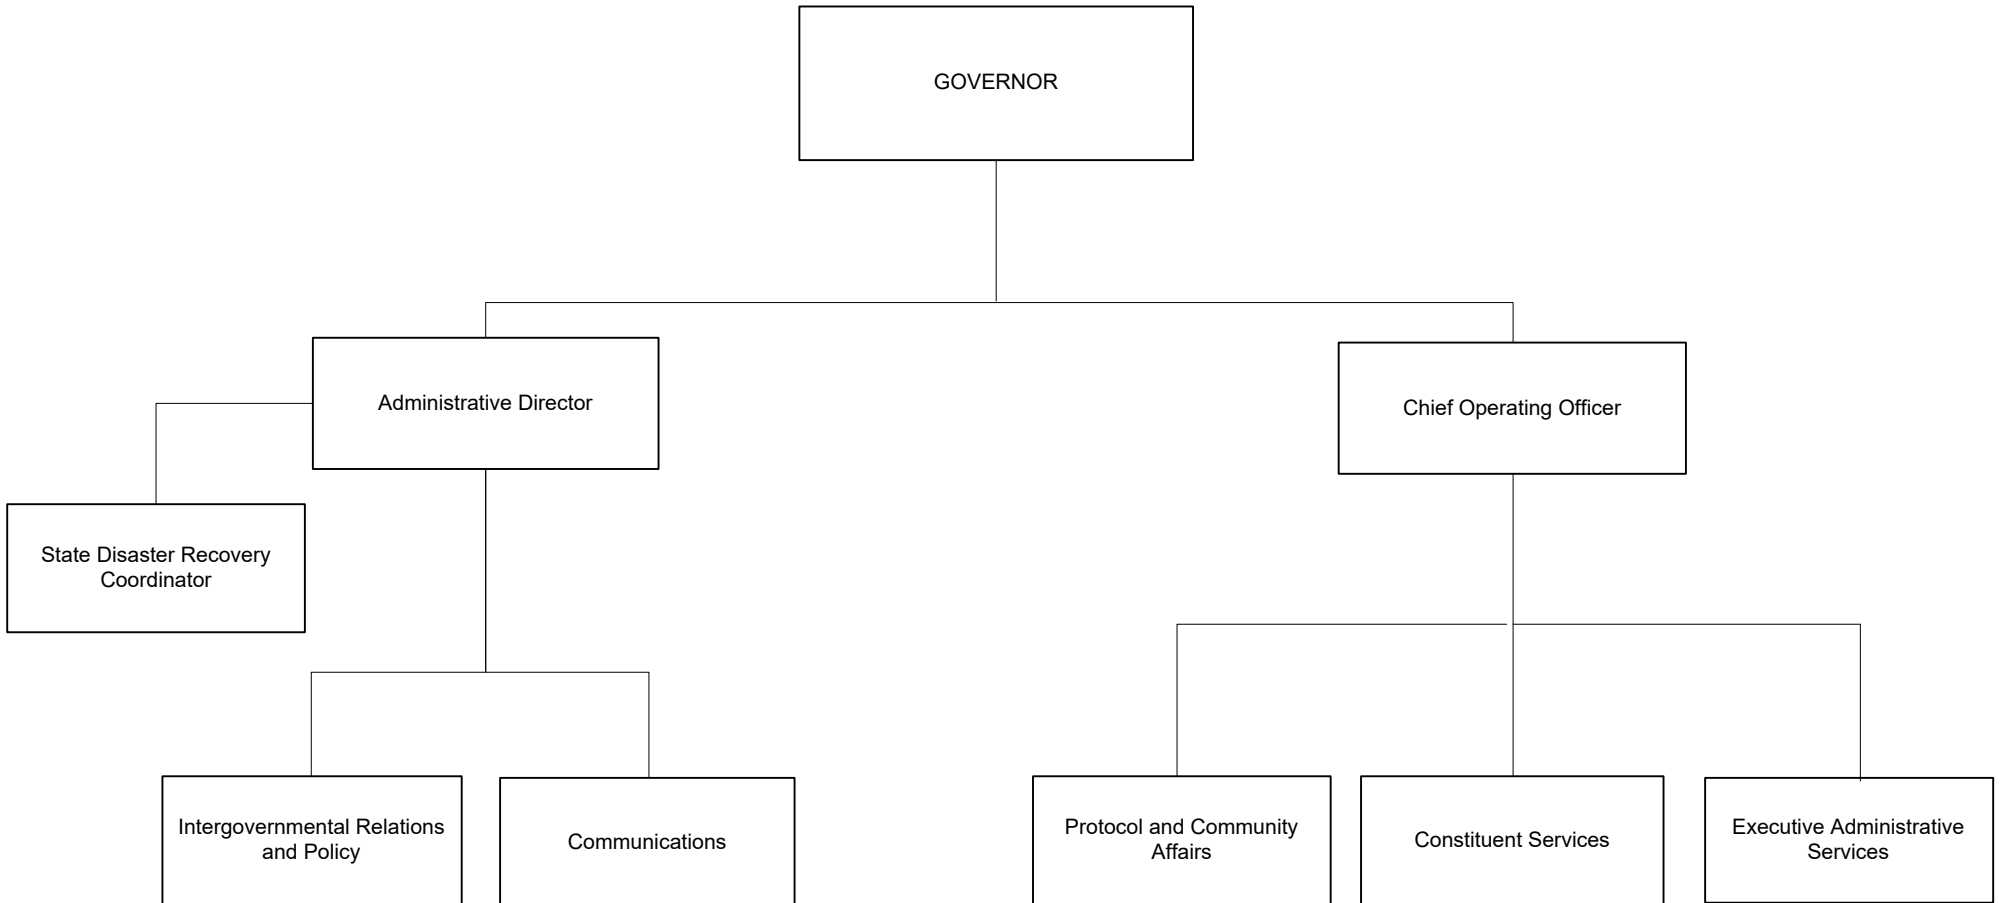 GOVERNOR
Administrative Director
Chief Operating Officer
State Disaster Recovery
Coordinator
Intergovernmental Relations
and Policy
Communications
Protocol and Community
Affairs
Constituent Services
Executive Administrative
Services